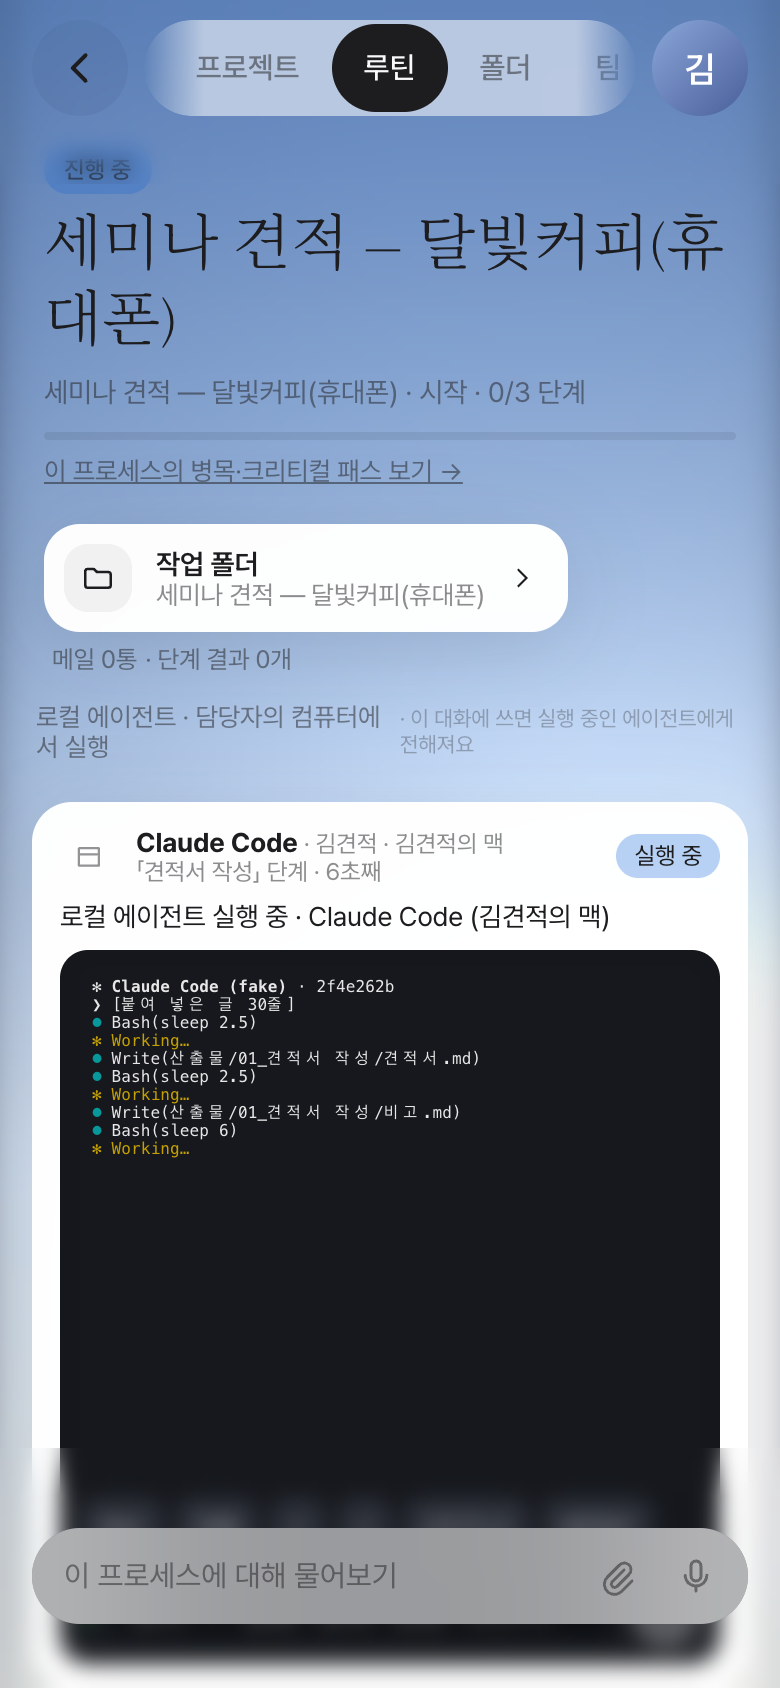 프로젝트 루틴 폴더 팀 김
진행 중
세미나 견적 – 달빛커피(휴
대폰)
세미나 견적 — 달빛커피(휴대폰) · 시작 · 0/3 단계
이 프로세스의 병목·크리티컬 패스 보기 →
작업 폴더
세미나 견적 — 달빛커피(휴대폰)
메일 0통 · 단계 결과 0개
로컬 에이전트 · 담당자의 컴퓨터에
서 실행
· 이 대화에 쓰면 실행 중인 에이전트에게
전해져요
Claude Code · 김견적 · 김견적의 맥
「견적서 작성」 단계 · 6초째
실행 중
로컬 에이전트 실행 중 · Claude Code (김견적의 맥)
✻ Claude Code (fake) · 2f4e262b
❯ [붙여 넣은 글 30줄]
● Bash(sleep 2.5)
✻ Working…
● Write(산출물/01_견적서 작성/견적서.md)
● Bash(sleep 2.5)
✻ Working…
● Write(산출물/01_견적서 작성/비고.md)
● Bash(sleep 6)
✻ Working…
이 프로세스에 대해 물어보기